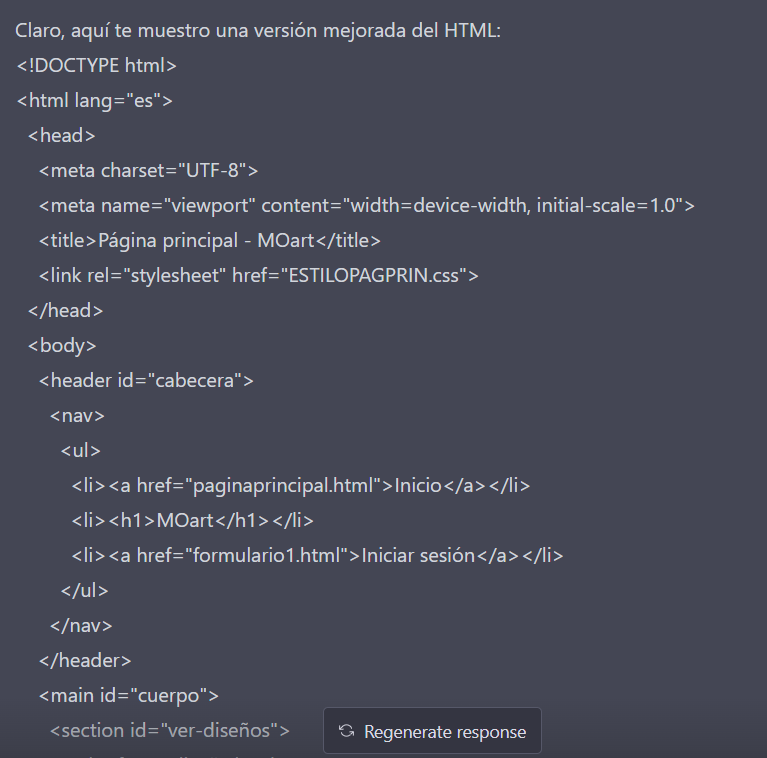 Claro, aquí te muestro una versión mejorada del HTML:
<!DOCTYPE html>
<html lang="es">
<head>
<meta charset="UTF-8">
<meta name="viewport" content="width=device-width, initial-scale=1.0">
<title>Página principal - MOart</title>
<link rel="stylesheet" href="ESTILOPAGPRIN.css">
</head>
<body>
<header id="cabecera">
<nav>
<ul>
<li><a href="paginaprincipal.html">Inicio</a></li>
<li><h1>MOart</h1></li>
<li><a href="formulario1.html">Iniciar sesión</a></li>
</ul>
</nav>
</header>
<main id="cuerpo">
<section id="ver-diseños">
Regenerate response